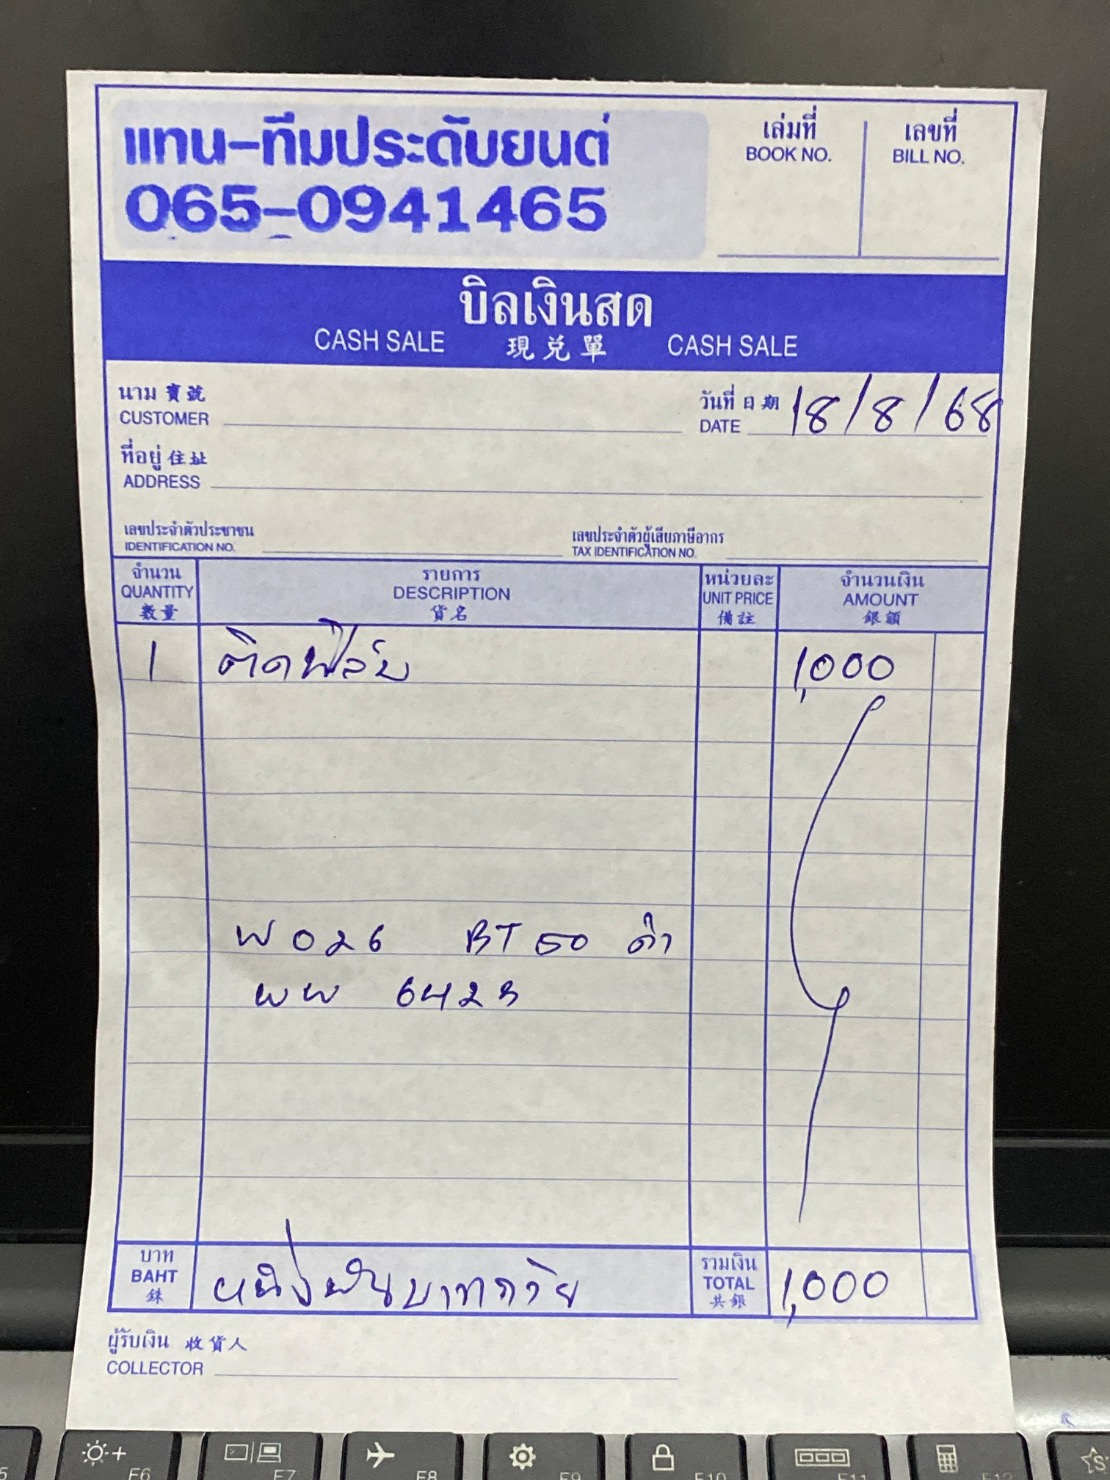 แทน-ทีมประดับยนต์
065-0941465
เล่มที่
BOOK NO.
เลขที่
BILL NO.
บิลเงินสด
CASH SALE 現兌單 CASH SALE
นาม 寶號
CUSTOMER
วันที่ 日期
DATE 18/8/68
ที่อยู่ 住址
ADDRESS
เลขประจำตัวประชาชน
IDENTIFICATION NO.
เลขประจำตัวผู้เสียภาษีอากร
TAX IDENTIFICATION NO.
จำนวน
QUANTITY
數量
รายการ
DESCRIPTION
貨名
หน่วยละ
UNIT PRICE
備註
จำนวนเงิน
AMOUNT
銀額
1 ติดฟิล์ม 1,000
BT50 ดำ
6423
บาท
BAHT
銖
หนึ่งพันบาทถ้วย
รวมเงิน
TOTAL
共銀
1,000
ผู้รับเงิน 收貨人
COLLECTOR
F6
F7
F8
F9
F10
F11